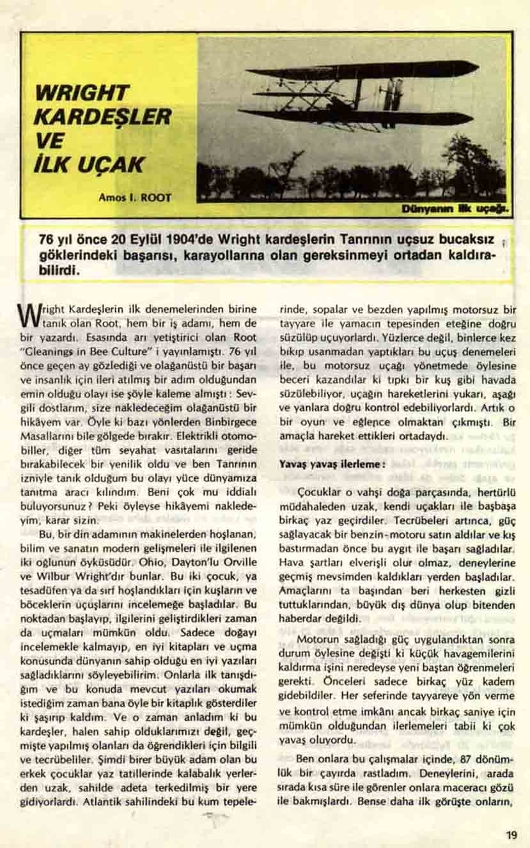 WRIGHT
KARDEŞLER
VE
İLK UÇAK
Amos I. ROOT
Dünyanın ilk uçağı.
76 yıl önce 20 Eylül 1904'de Wright kardeşlerin Tanrının uçsuz bucaksız
göklerindeki başarısı, karayollarına olan gereksinmeyi ortadan kaldıra-
bilirdi.
Wright Kardeşlerin ilk denemelerinden birine
tanık olan Root, hem bir iş adamı, hem de
bir yazardı. Esasında arı yetiştirici olan Root
"Gleanings in Bee Culture" i yayınlamıştı. 76 yıl
önce geçen ay gözlediği ve olağanüstü bir başarı
ve insanlık için ileri atılmış bir adım olduğundan
emin olduğu olayı ise şöyle kaleme almıştı : Sev-
gili dostlarım, size nakledeceğim olağanüstü bir
hikâyem var. Öyle ki bazı yönlerden Binbirgece
Masallarını bile gölgede bırakır. Elektrikli otomo-
biller, diğer tüm seyahat vasıtalarını geride
bırakabilecek bir yenilik oldu ve ben Tanrının
izniyle tanık olduğum bu olayı yüce dünyamıza
tanıtma aracı kılındım. Beni çok mu iddialı
buluyorsunuz? Peki öyleyse hikâyemi naklede-
yim, karar sizin.
Bu, bir din adamının makinelerden hoşlanan,
bilim ve sanatın modern gelişmeleri ile ilgilenen
iki oğlunun öyküsüdür. Ohio, Dayton'lu Orville
ve Wilbur Wright'dır bunlar. Bu iki çocuk, ya
tesadüfen ya da sırf hoşlandıkları için kuşların ve
böceklerin uçuşlarını incelemeğe başladılar. Bu
noktadan başlayıp, ilgilerini geliştirdikleri zaman
da uçmaları mümkün oldu. Sadece doğayı
incelemekle kalmayıp, en iyi kitapları ve uçma
konusunda dünyanın sahip olduğu en iyi yazıları
sağladıklarını söyleyebilirim. Onlarla ilk tanışdı-
ğım ve bu konuda mevcut yazıları okumak
istediğim zaman bana öyle bir kitaplık gösterdiler
ki şaşırıp kaldım. Ve o zaman anladım ki bu
kardeşler, halen sahip olduklarımızı değil, geç-
mişte yapılmış olanları da öğrendikleri için bilgili
ve tecrübeliler. Şimdi birer büyük adam olan bu
erkek çocuklar yaz tatillerinde kalabalık yerler-
den uzak, sahilde adeta terkedilmiş bir yere
gidiyorlardı. Atlantik sahilindeki bu kum tepele-
rinde, sopalar ve bezden yapılmış motorsuz bir
tayyare ile yamacın tepesinden eteğine doğru
süzülüp uçuyorlardı. Yüzlerce değil, binlerce kez
bıkıp usanmadan yaptıkları bu uçuş denemeleri
ile, bu motorsuz uçağı yönetmede öylesine
beceri kazandılar ki tıpkı bir kuş gibi havada
süzülebiliyor, uçağın hareketlerini yukarı, aşağı
ve yanlara doğru kontrol edebiliyorlardı. Artık o
bir oyun ve eğlence olmaktan çıkmıştı. Bir
amaçla hareket ettikleri ortadaydı.
Yavaş yavaş ilerleme :
Çocuklar o vahşi doğa parçasında, hertürlü
müdahaleden uzak, kendi uçakları ile başbaşa
birkaç yaz geçirdiler. Tecrübeleri artınca, güç
sağlayacak bir benzin-motoru satın aldılar ve kış
bastırmadan önce bu aygıt ile başarı sağladılar.
Hava şartları elverişli olur olmaz, deneylerine
geçmiş mevsimden kaldıkları yerden başladılar.
Amaçlarını ta başından beri herkesten gizli
tuttuklarından, büyük dış dünya olup bitenden
haberdar değildi.
Motorun sağladığı güç uygulandıktan sonra
durum öylesine değişti ki küçük havagemilerini
kaldırma işini neredeyse yeni baştan öğrenmeleri
gerekti. Önceleri sadece birkaç yüz kadem
gidebildiler. Her seferinde tayyareye yön verme
ve kontrol etme imkânı ancak birkaç saniye için
mümkün olduğundan ilerlemeleri tabii ki çok
yavaş oluyordu.
Ben onlara bu çalışmalar içinde, 87 dönüm-
lük bir çayırda rastladım. Deneylerini, arada
sırada kısa süre ile görenler onlara maceracı gözü
ile bakmışlardı. Bense daha ilk görüşte onların,
19